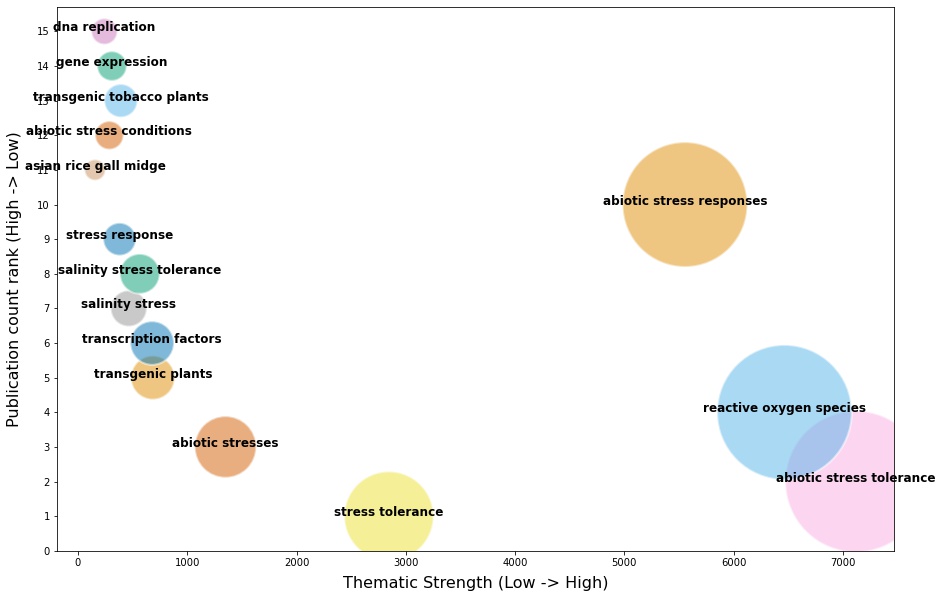 15
dna replication
14
gene expression
13
transgenic tobacco plants
12
abiotic stress conditions
11
asian rice gall midge
10
abiotic stress responses
9
stress response
8
salinity stress tolerance
7
salinity stress
6
transcription factors
5
transgenic plants
4
reactive oxygen species
3
abiotic stresses
2
abiotic stress tolerance
1
stress tolerance
0
Publication count rank (High -> Low)
0 1000 2000 3000 4000 5000 6000 7000
Thematic Strength (Low -> High)